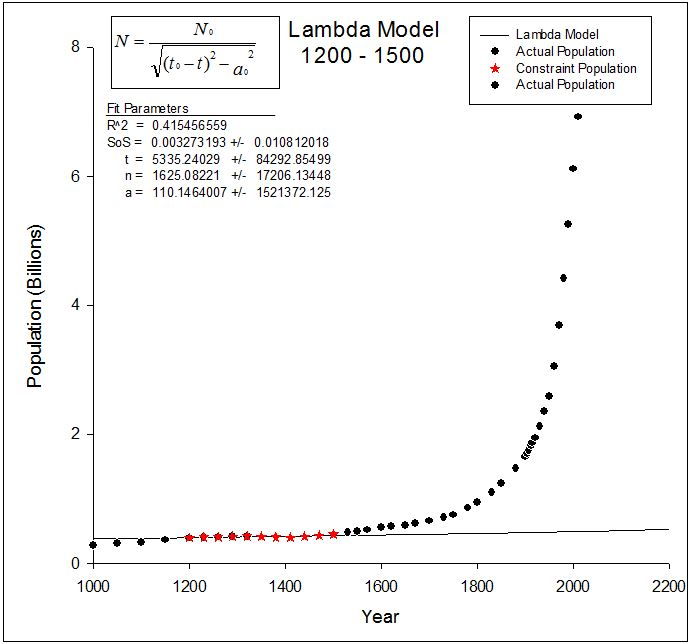 Lambda Model
1200 - 1500
N = N₀ / √((t₀ – t)² – a₀²)
Lambda Model
Actual Population
Constraint Population
Actual Population
Fit Parameters
R^2 = 0.415456559
SoS = 0.003273193 +/- 0.010812018
t = 5335.24029 +/- 84292.85499
n = 1625.08221 +/- 17206.13448
a = 110.1464007 +/- 1521372.125
Population (Billions)
8
6
4
2
0
1000 1200 1400 1600 1800 2000 2200
Year